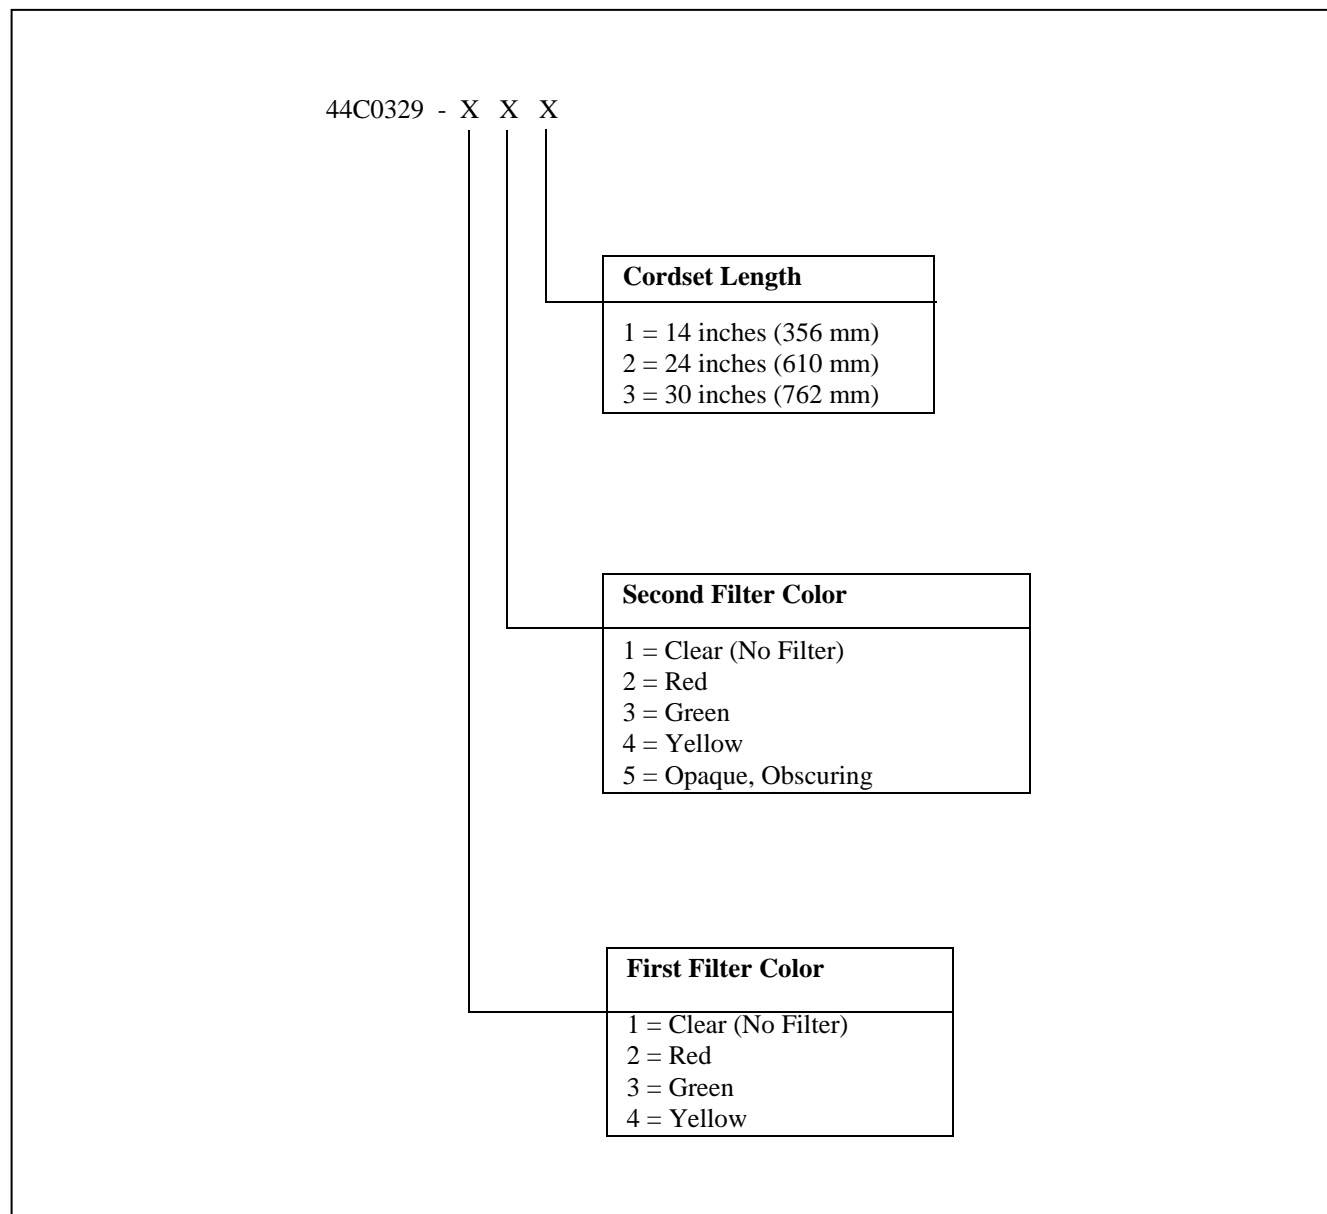 44C0329 - X X X
Cordset Length
1 = 14 inches (356 mm)
2 = 24 inches (610 mm)
3 = 30 inches (762 mm)
Second Filter Color
1 = Clear (No Filter)
2 = Red
3 = Green
4 = Yellow
5 = Opaque, Obscuring
First Filter Color
1 = Clear (No Filter)
2 = Red
3 = Green
4 = Yellow